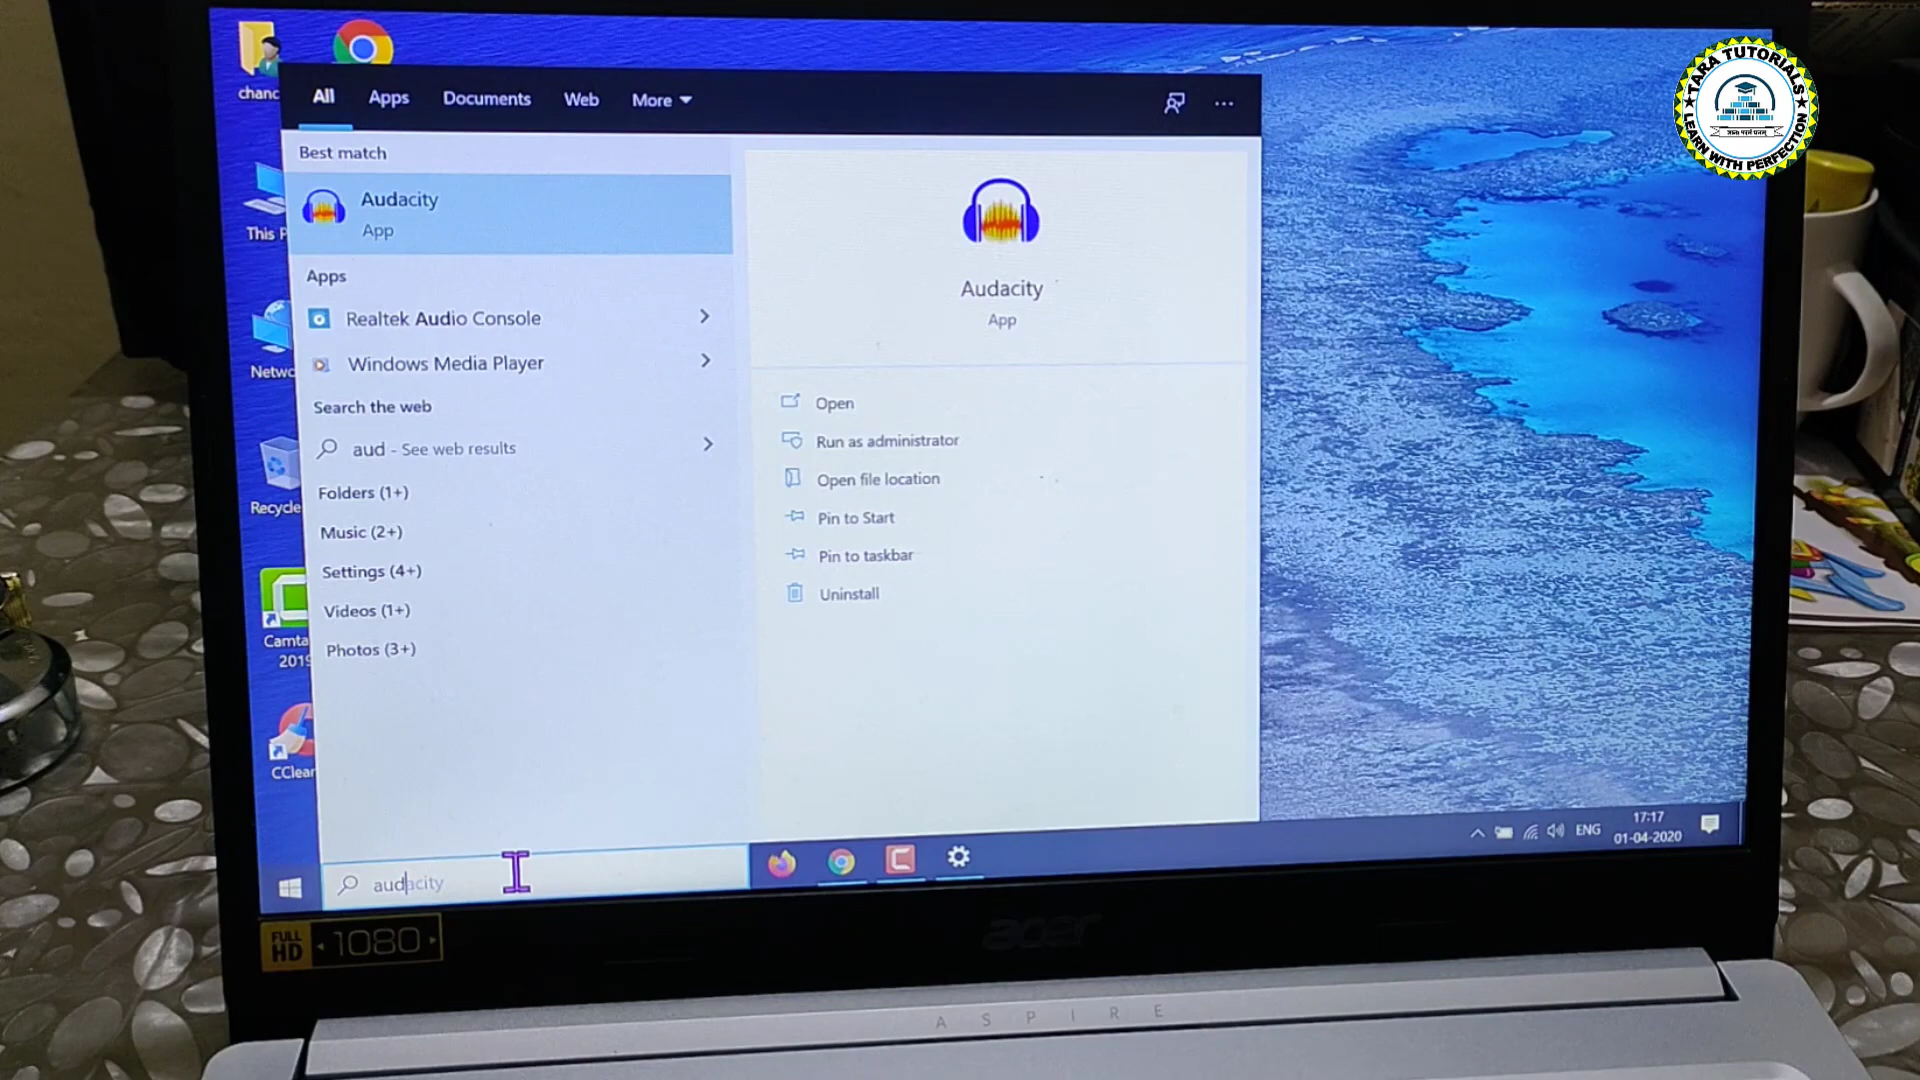 chanc
All Apps Documents Web More
Best match
Audacity
App
Apps
Realtek Audio Console
Windows Media Player
Search the web
aud - See web results
Folders (1+)
Music (2+)
Settings (4+)
Videos (1+)
Photos (3+)
Audacity
App
Open
Run as administrator
Open file location
Pin to Start
Pin to taskbar
Uninstall
This P
Netwo
Recycle
Camta
2019
CClean
audacity
ENG
17:17
01-04-2020
FULL
HD
1080
acer
ASPIRE
TARA TUTORIALS
LEARN WITH PERFECTION